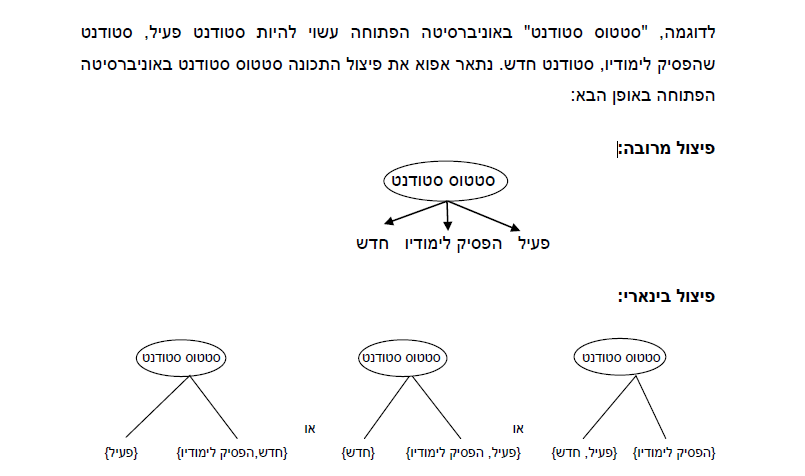 לדוגמה, "סטטוס סטודנט" באוניברסיטה הפתוחה עשוי להיות סטודנט פעיל, סטודנט
שהפסיק לימודיו, סטודנט חדש. נתאר אפוא את פיצול התכונה סטטוס סטודנט באוניברסיטה
הפתוחה באופן הבא:
פיצול מרובה:
סטטוס סטודנט
פעיל הפסיק לימודיו חדש
פיצול בינארי:
סטטוס סטודנט סטטוס סטודנט סטטוס סטודנט
או או
{הפסיק לימודיו} {פעיל, חדש} {פעיל, הפסיק לימודיו} {חדש} {חדש,הפסיק לימודיו} {פעיל}